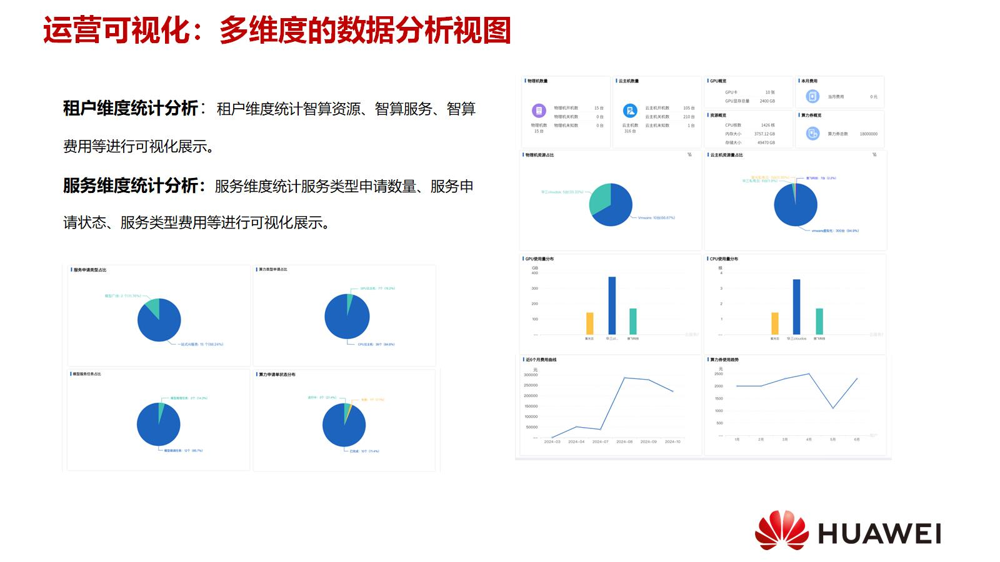 运营可视化：多维度的数据分析视图
租户维度统计分析： 租户维度统计智算资源、智算服务、智算
费用等进行可视化展示。
服务维度统计分析：服务维度统计服务类型申请数量、服务申
请状态、服务类型费用等进行可视化展示。
服务申请类型占比
模型广场: 2 个(11.76%)
一站式AI服务: 15 个(88.24%)
算力类型申请占比
GPU云主机: 7个 (15.2%)
CPU云主机: 39个 (84.8%)
模型服务任务占比
模型推理任务: 2个 (14.3%)
模型微调任务: 12个 (85.7%)
算力申请单状态分布
进行中: 3个 (21.4%)
1个 (7.1%)
已完成: 10个 (71.4%)
物理机数量
物理机数
15 台
物理机开机数 15 台
物理机关机数 0 台
物理机未知数 0 台
云主机数量
云主机数
316 台
云主机开机数 105 台
云主机关机数 210 台
云主机未知数 1 台
GPU概览
GPU卡 10 张
GPU显存总量 2400 GB
本月费用
当月费用 0 元
资源概览
CPU核数 1426 核
内存大小 3757.12 GB
存储大小 49470 GB
算力券概览
算力券总数 18000000
物理机资源占比
华三cloudos: 5台(33.33%)
Vmware: 10台(66.67%)
云主机资源量占比
紫光私有云:
华三私有云: 6台(1.9%)
7台 (2.2%)
vmware虚拟化: 300台 (94.9%)
GPU使用量分布
GB
400
300
200
100
紫光云 华三cl...
CPU使用量分布
核
4
3
2
1
紫光云 华三cloudos
近6个月费用曲线
元
300000
250000
200000
150000
100000
50000
2024-03 2024-04 2024-07 2024-08 2024-09 2024-10
算力券使用趋势
元
2500
2000
1500
1000
500
1月 2月 3月 4月 5月 6月
HUAWEI